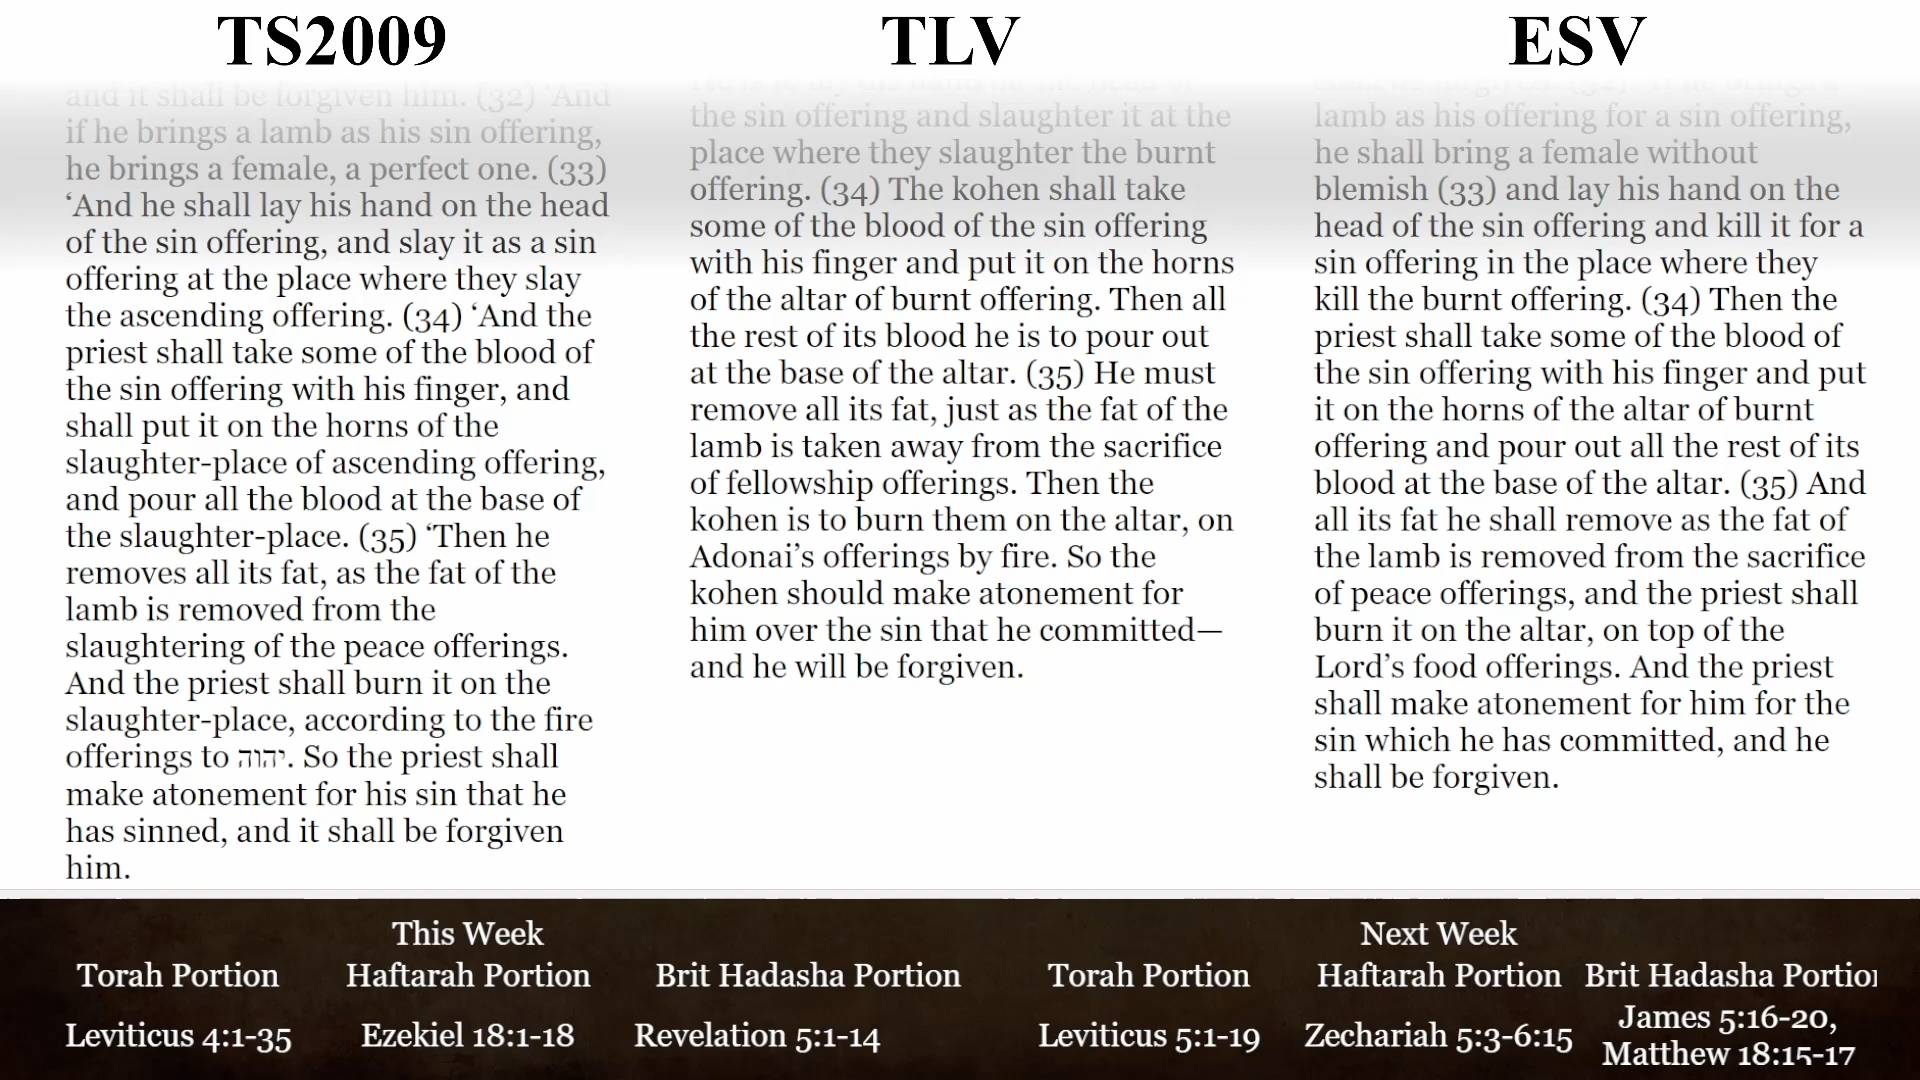 TS2009
and it shall be forgiven him. (32) ‘And
if he brings a lamb as his sin offering,
he brings a female, a perfect one. (33)
‘And he shall lay his hand on the head
of the sin offering, and slay it as a sin
offering at the place where they slay
the ascending offering. (34) ‘And the
priest shall take some of the blood of
the sin offering with his finger, and
shall put it on the horns of the
slaughter-place of ascending offering,
and pour all the blood at the base of
the slaughter-place. (35) ‘Then he
removes all its fat, as the fat of the
lamb is removed from the
slaughtering of the peace offerings.
And the priest shall burn it on the
slaughter-place, according to the fire
offerings to יהוה. So the priest shall
make atonement for his sin that he
has sinned, and it shall be forgiven
him.
TLV
the sin offering and slaughter it at the
place where they slaughter the burnt
offering. (34) The kohen shall take
some of the blood of the sin offering
with his finger and put it on the horns
of the altar of burnt offering. Then all
the rest of its blood he is to pour out
at the base of the altar. (35) He must
remove all its fat, just as the fat of the
lamb is taken away from the sacrifice
of fellowship offerings. Then the
kohen is to burn them on the altar, on
Adonai’s offerings by fire. So the
kohen should make atonement for
him over the sin that he committed—
and he will be forgiven.
ESV
lamb as his offering for a sin offering,
he shall bring a female without
blemish (33) and lay his hand on the
head of the sin offering and kill it for a
sin offering in the place where they
kill the burnt offering. (34) Then the
priest shall take some of the blood of
the sin offering with his finger and put
it on the horns of the altar of burnt
offering and pour out all the rest of its
blood at the base of the altar. (35) And
all its fat he shall remove as the fat of
the lamb is removed from the sacrifice
of peace offerings, and the priest shall
burn it on the altar, on top of the
Lord’s food offerings. And the priest
shall make atonement for him for the
sin which he has committed, and he
shall be forgiven.
This Week
Torah Portion Haftarah Portion Brit Hadasha Portion
Leviticus 4:1-35 Ezekiel 18:1-18 Revelation 5:1-14
Next Week
Torah Portion Haftarah Portion Brit Hadasha Portion
Leviticus 5:1-19 Zechariah 5:3-6:15 James 5:16-20,
Matthew 18:15-17